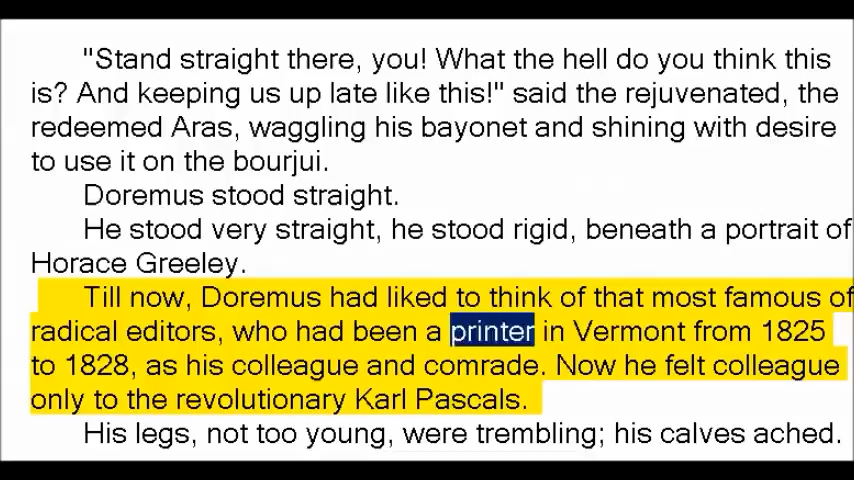 "Stand straight there, you! What the hell do you think this
is? And keeping us up late like this!" said the rejuvenated, the
redeemed Aras, waggling his bayonet and shining with desire
to use it on the bourjui.
Doremus stood straight.
He stood very straight, he stood rigid, beneath a portrait of
Horace Greeley.
Till now, Doremus had liked to think of that most famous of
radical editors, who had been a printer in Vermont from 1825
to 1828, as his colleague and comrade. Now he felt colleague
only to the revolutionary Karl Pascals.
His legs, not too young, were trembling; his calves ached.